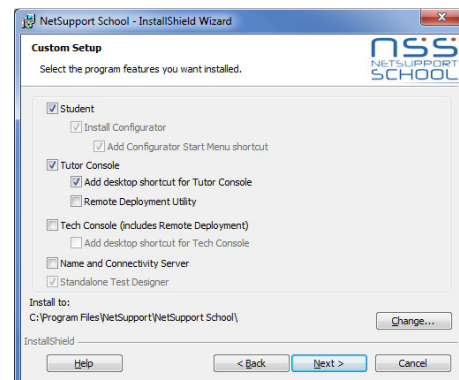 NetSupport School - InstallShield Wizard
Custom Setup
Select the program features you want installed.
nss
NETSUPPORT
SCHOOL
Student
Install Configurator
Add Configurator Start Menu shortcut
Tutor Console
Add desktop shortcut for Tutor Console
Remote Deployment Utility
Tech Console (includes Remote Deployment)
Add desktop shortcut for Tech Console
Name and Connectivity Server
Standalone Test Designer
Install to:
C:\Program Files\NetSupport\NetSupport School\
Change...
InstallShield
Help
< Back
Next >
Cancel